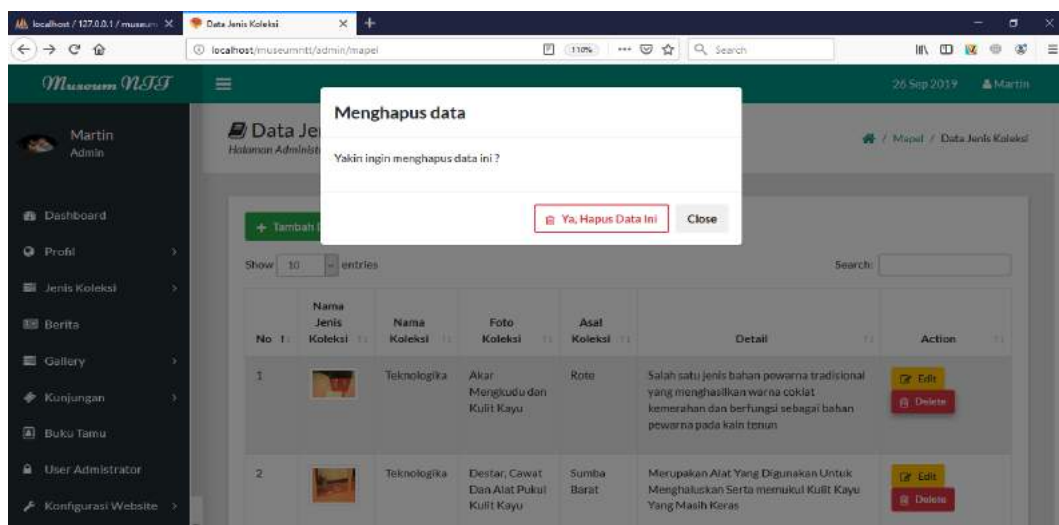 localhost / 127.0.0.1 / museum
Data Jenis Koleksi
localhost/museumntt/admin/mapel
110%
Search
Museum NTT
26 Sep 2019
Martin
Martin
Admin
Menghapus data
Yakin ingin menghapus data ini ?
Ya, Hapus Data Ini
Close
Data Je
Halaman Administ
/ Mapel / Data Jenis Koleksi
Dashboard
Profil
Jenis Koleksi
Berita
Gallery
Kunjungan
Buku Tamu
User Admistrator
Konfigurasi Website
+ Tambah
Show 10 entries
Search:
No
Nama Jenis Koleksi
Nama Koleksi
Foto Koleksi
Asal Koleksi
Detail
Action
1
Teknologika
Akar
Mengkudu dan
Kulit Kayu
Rote
Salah satu jenis bahan pewarna tradisional
yang menghasilkan warna coklat
kemerahan dan berfungsi sebagai bahan
pewarna pada kain tenun
Edit
Delete
2
Teknologika
Destar, Cawat
Dan Alat Pukul
Kulit Kayu
Sumba
Barat
Merupakan Alat Yang Digunakan Untuk
Menghaluskan Serta memukul Kulit Kayu
Yang Masih Keras
Edit
Delete